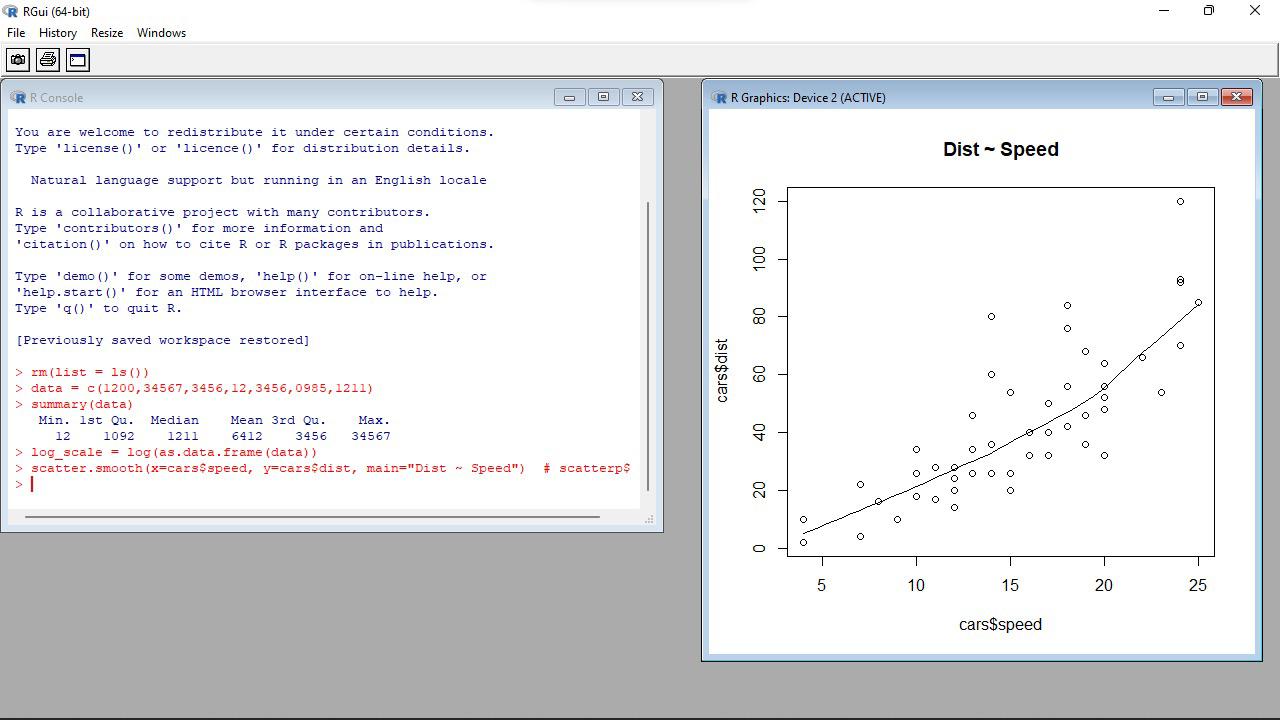 RGui (64-bit)
File History Resize Windows
R Console
You are welcome to redistribute it under certain conditions.
Type 'license()' or 'licence()' for distribution details.
Natural language support but running in an English locale
R is a collaborative project with many contributors.
Type 'contributors()' for more information and
'citation()' on how to cite R or R packages in publications.
Type 'demo()' for some demos, 'help()' for on-line help, or
'help.start()' for an HTML browser interface to help.
Type 'q()' to quit R.
[Previously saved workspace restored]
> rm(list = ls())
> data = c(1200,34567,3456,12,3456,0985,1211)
> summary(data)
Min. 1st Qu. Median Mean 3rd Qu. Max.
12 1092 1211 6412 3456 34567
> log_scale = log(as.data.frame(data))
> scatter.smooth(x=cars$speed, y=cars$dist, main="Dist ~ Speed") # scatterp$
>
R Graphics: Device 2 (ACTIVE)
Dist ~ Speed
120
100
80
60
40
20
0
cars$dist
5 10 15 20 25
cars$speed